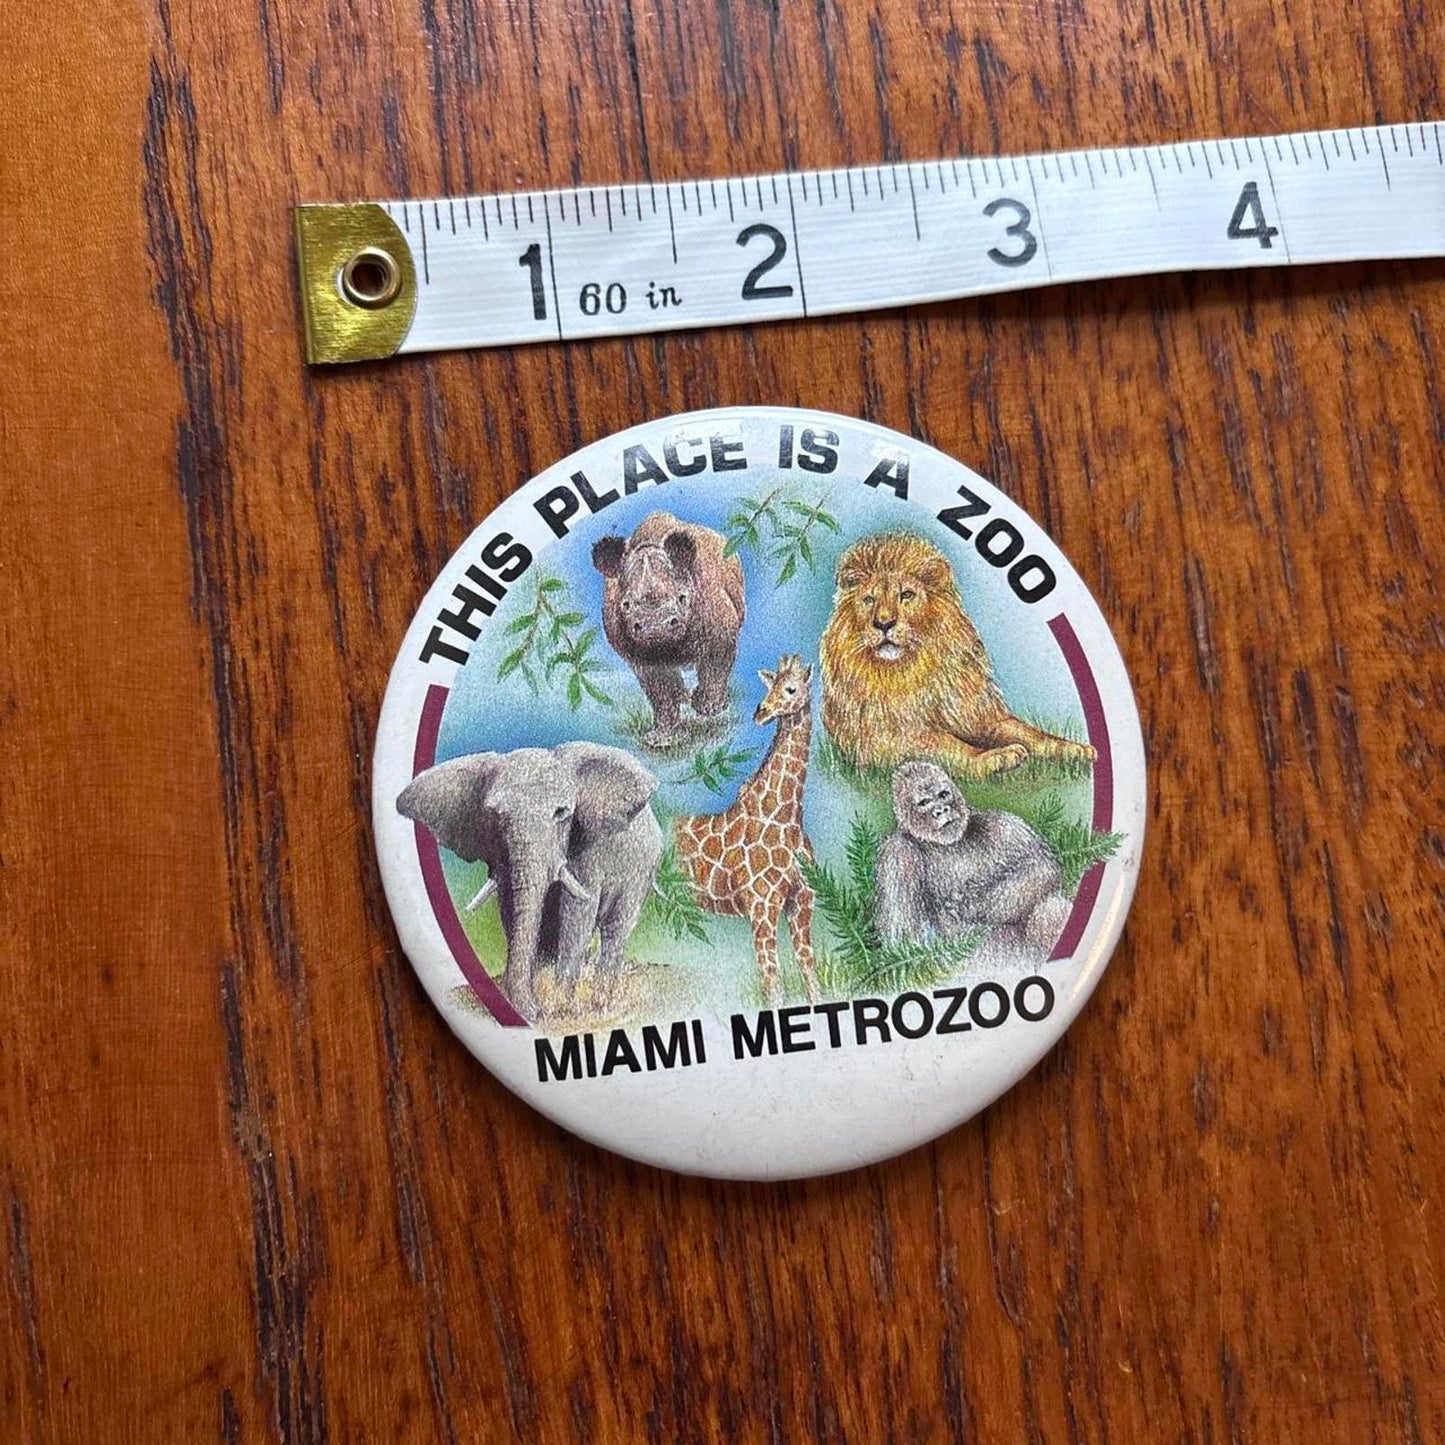 1 60 in 2 3 4
THIS PLACE IS A ZOO
MIAMI METROZOO